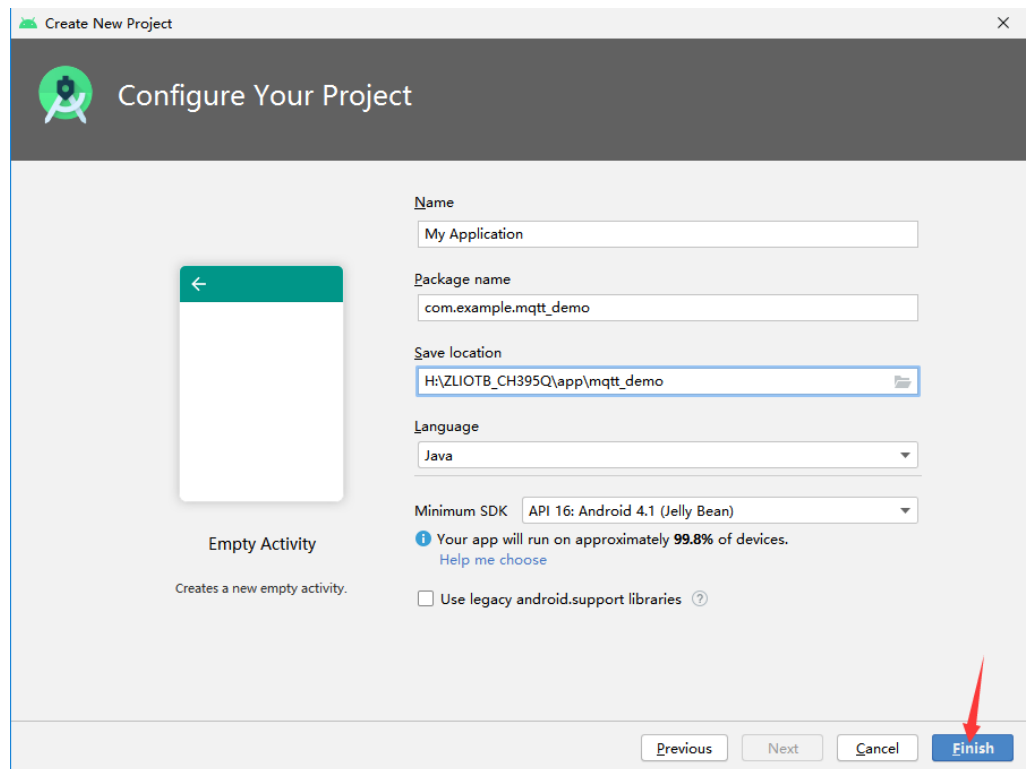 Create New Project
Configure Your Project
Name
My Application
Package name
com.example.mqtt_demo
Save location
H:\ZLIOTB_CH395Q\app\mqtt_demo
Language
Java
Minimum SDK API 16: Android 4.1 (Jelly Bean)
Your app will run on approximately 99.8% of devices.
Help me choose
Use legacy android.support libraries ?
Empty Activity
Creates a new empty activity.
Previous Next Cancel Finish